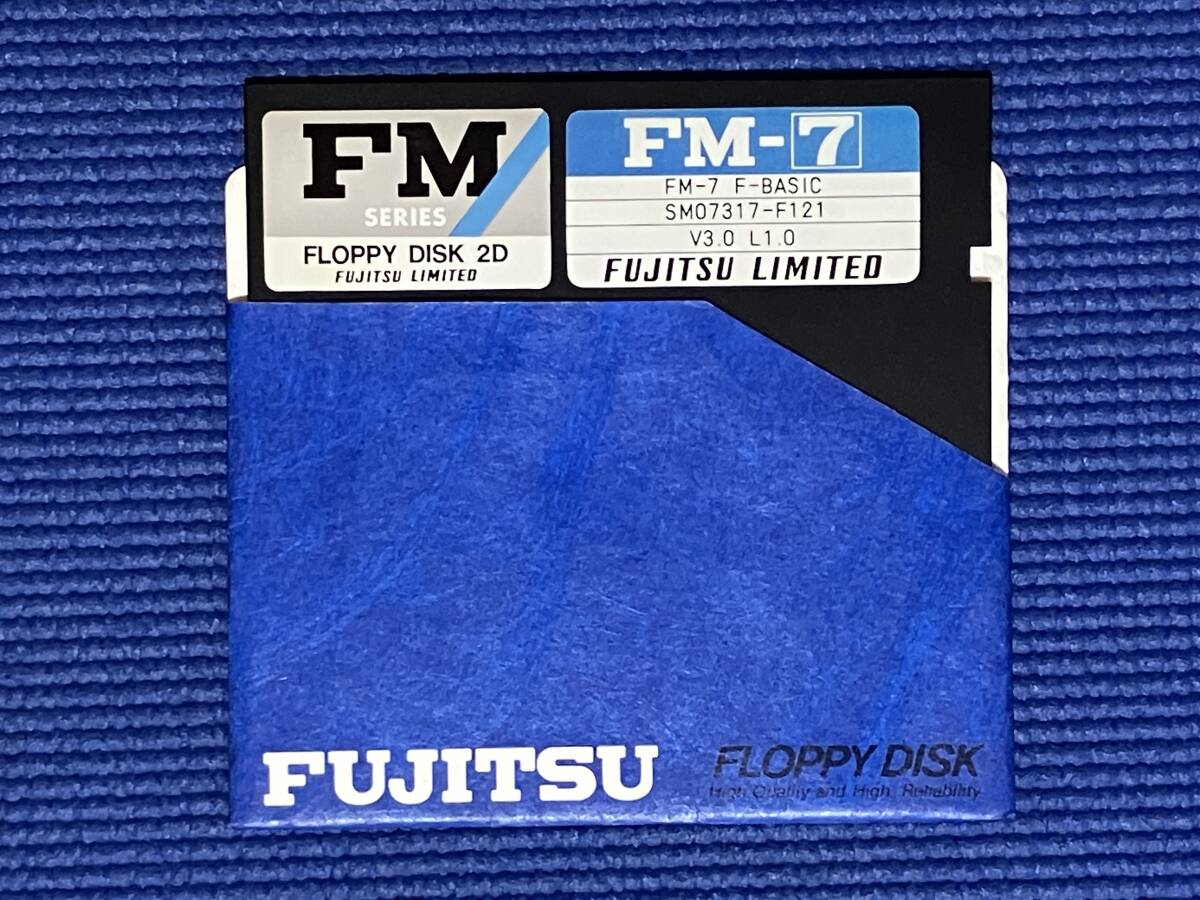 FM
SERIES
FLOPPY DISK 2D
FUJITSU LIMITED
FM-7
FM-7 F-BASIC
SM07317-F121
V3.0 L1.0
FUJITSU LIMITED
FUJITSU
FLOPPY DISK
High Quality and High Reliability